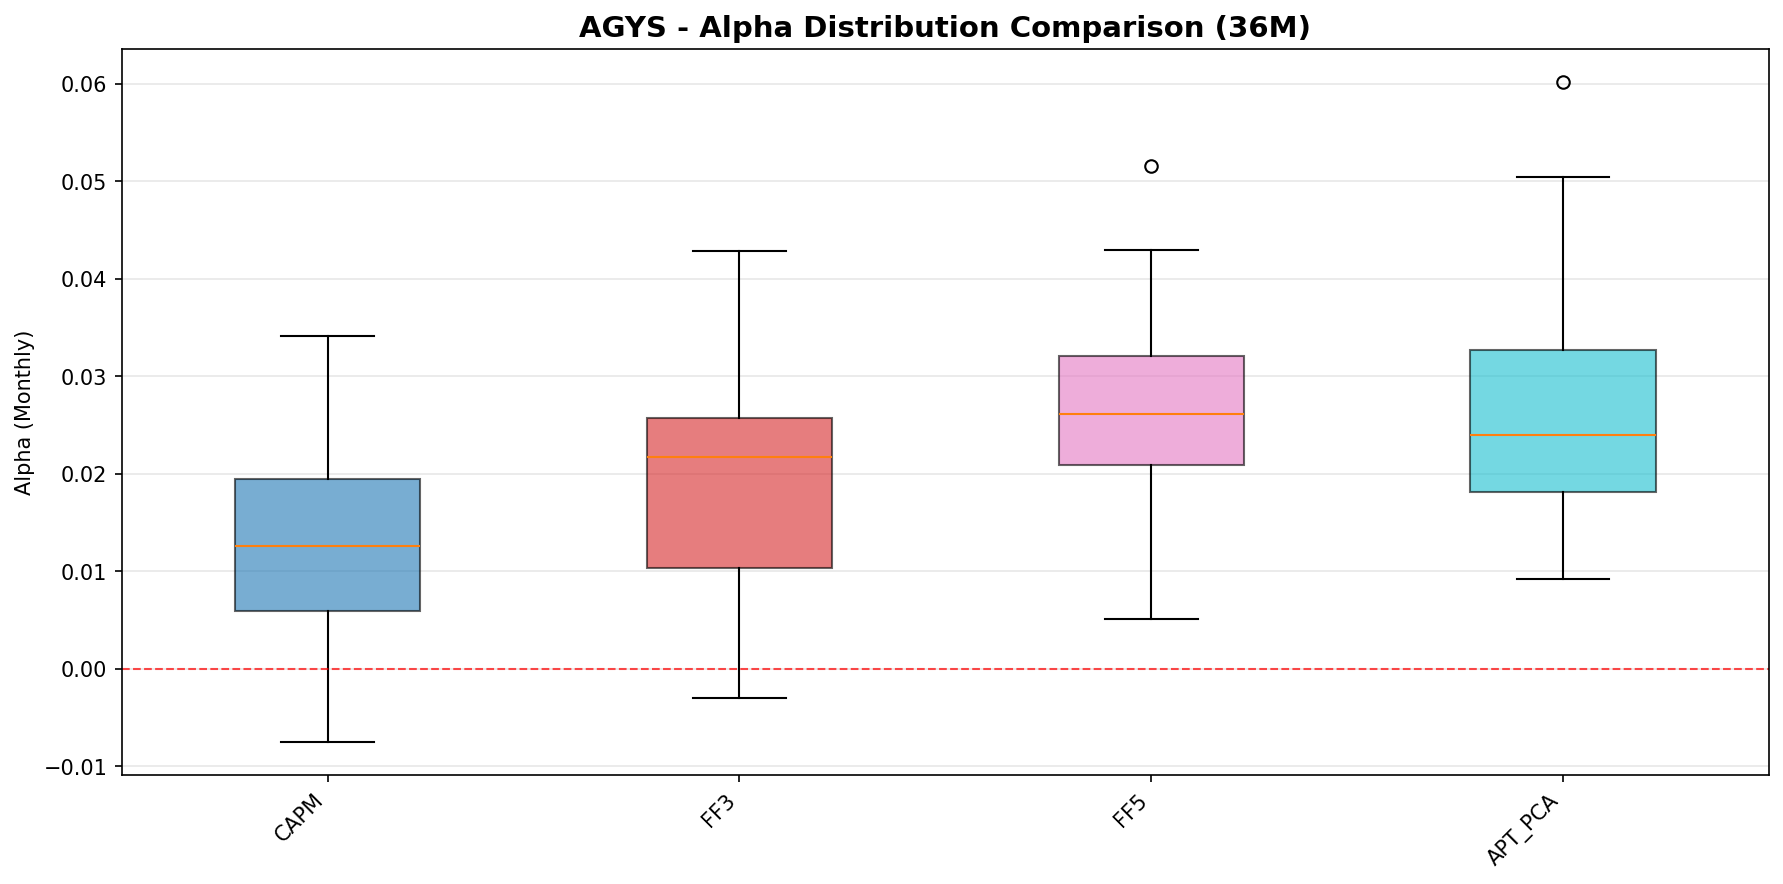 AGYS - Alpha Distribution Comparison (36M)
Alpha (Monthly)
0.06
0.05
0.04
0.03
0.02
0.01
0.00
−0.01
CAPM
FF3
FF5
APT_PCA